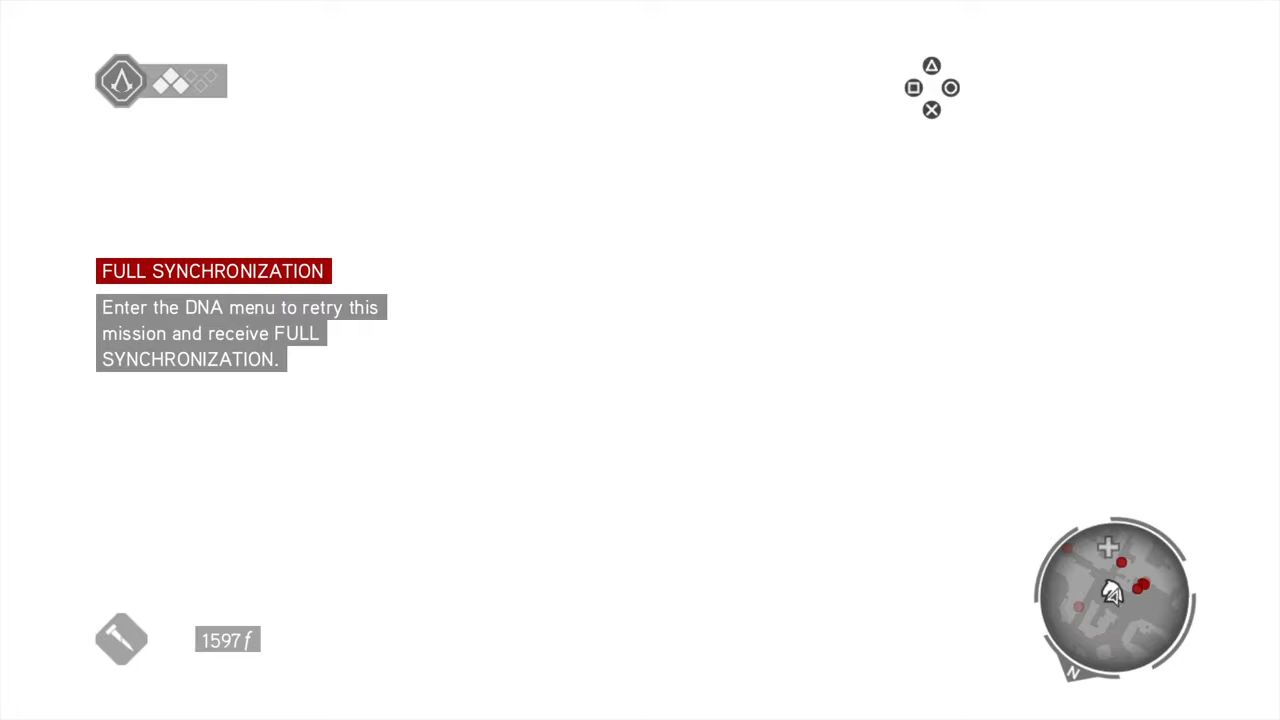 FULL SYNCHRONIZATION
Enter the DNA menu to retry this
mission and receive FULL
SYNCHRONIZATION.
1597 ƒ
N